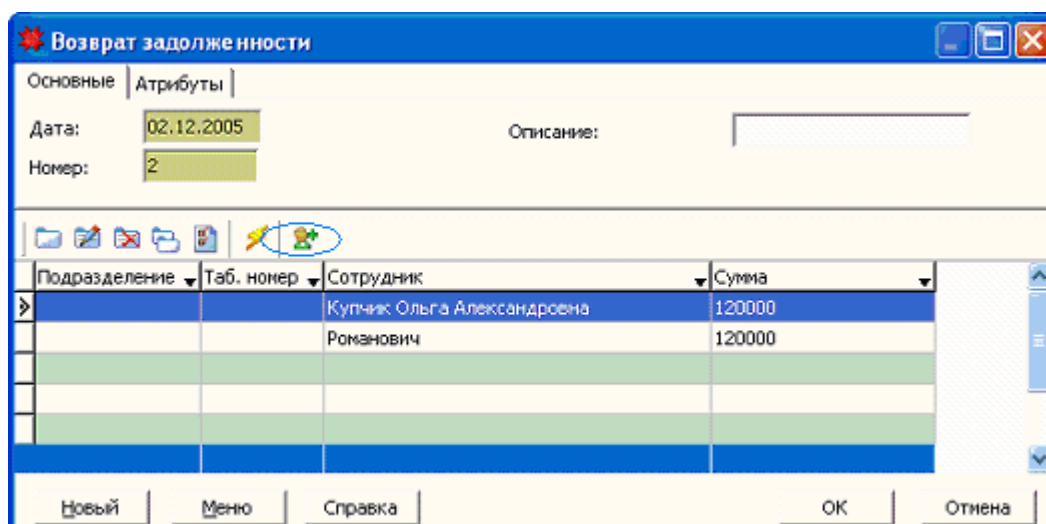 Возврат задолженности
Основные Атрибуты
Дата: 02.12.2005 Описание:
Номер: 2
Подразделение Таб. номер Сотрудник Сумма
Купчик Ольга Александровна 120000
Романович 120000
Новый Меню Справка ОК Отмена